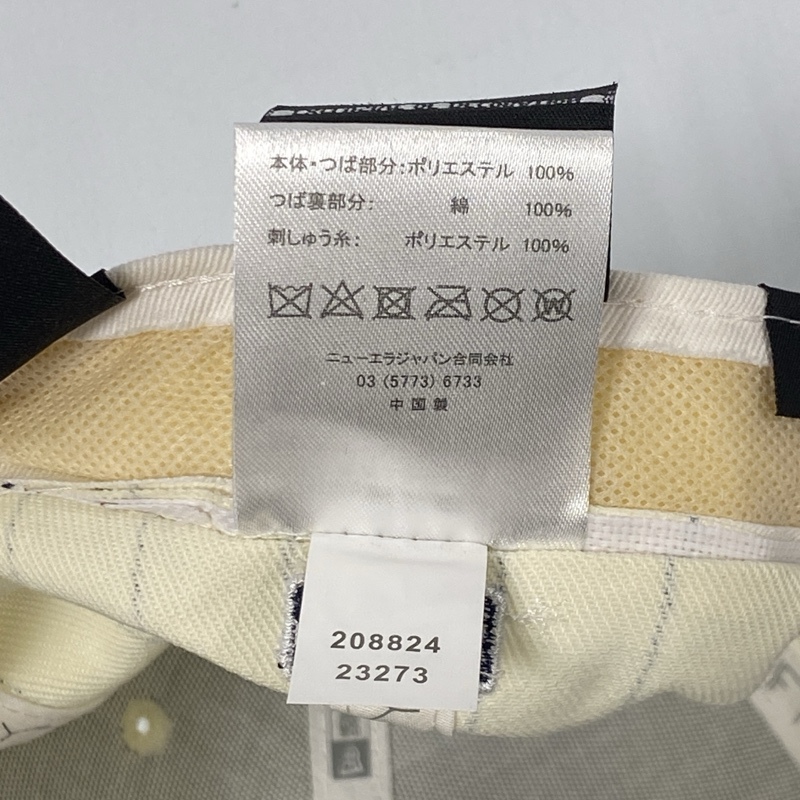 本体・つば部分:ポリエステル 100%
つば裏部分: 綿 100%
刺しゅう糸: ポリエステル 100%
ニューエラジャパン合同会社
03 (5773) 6733
中国製
208824
23273